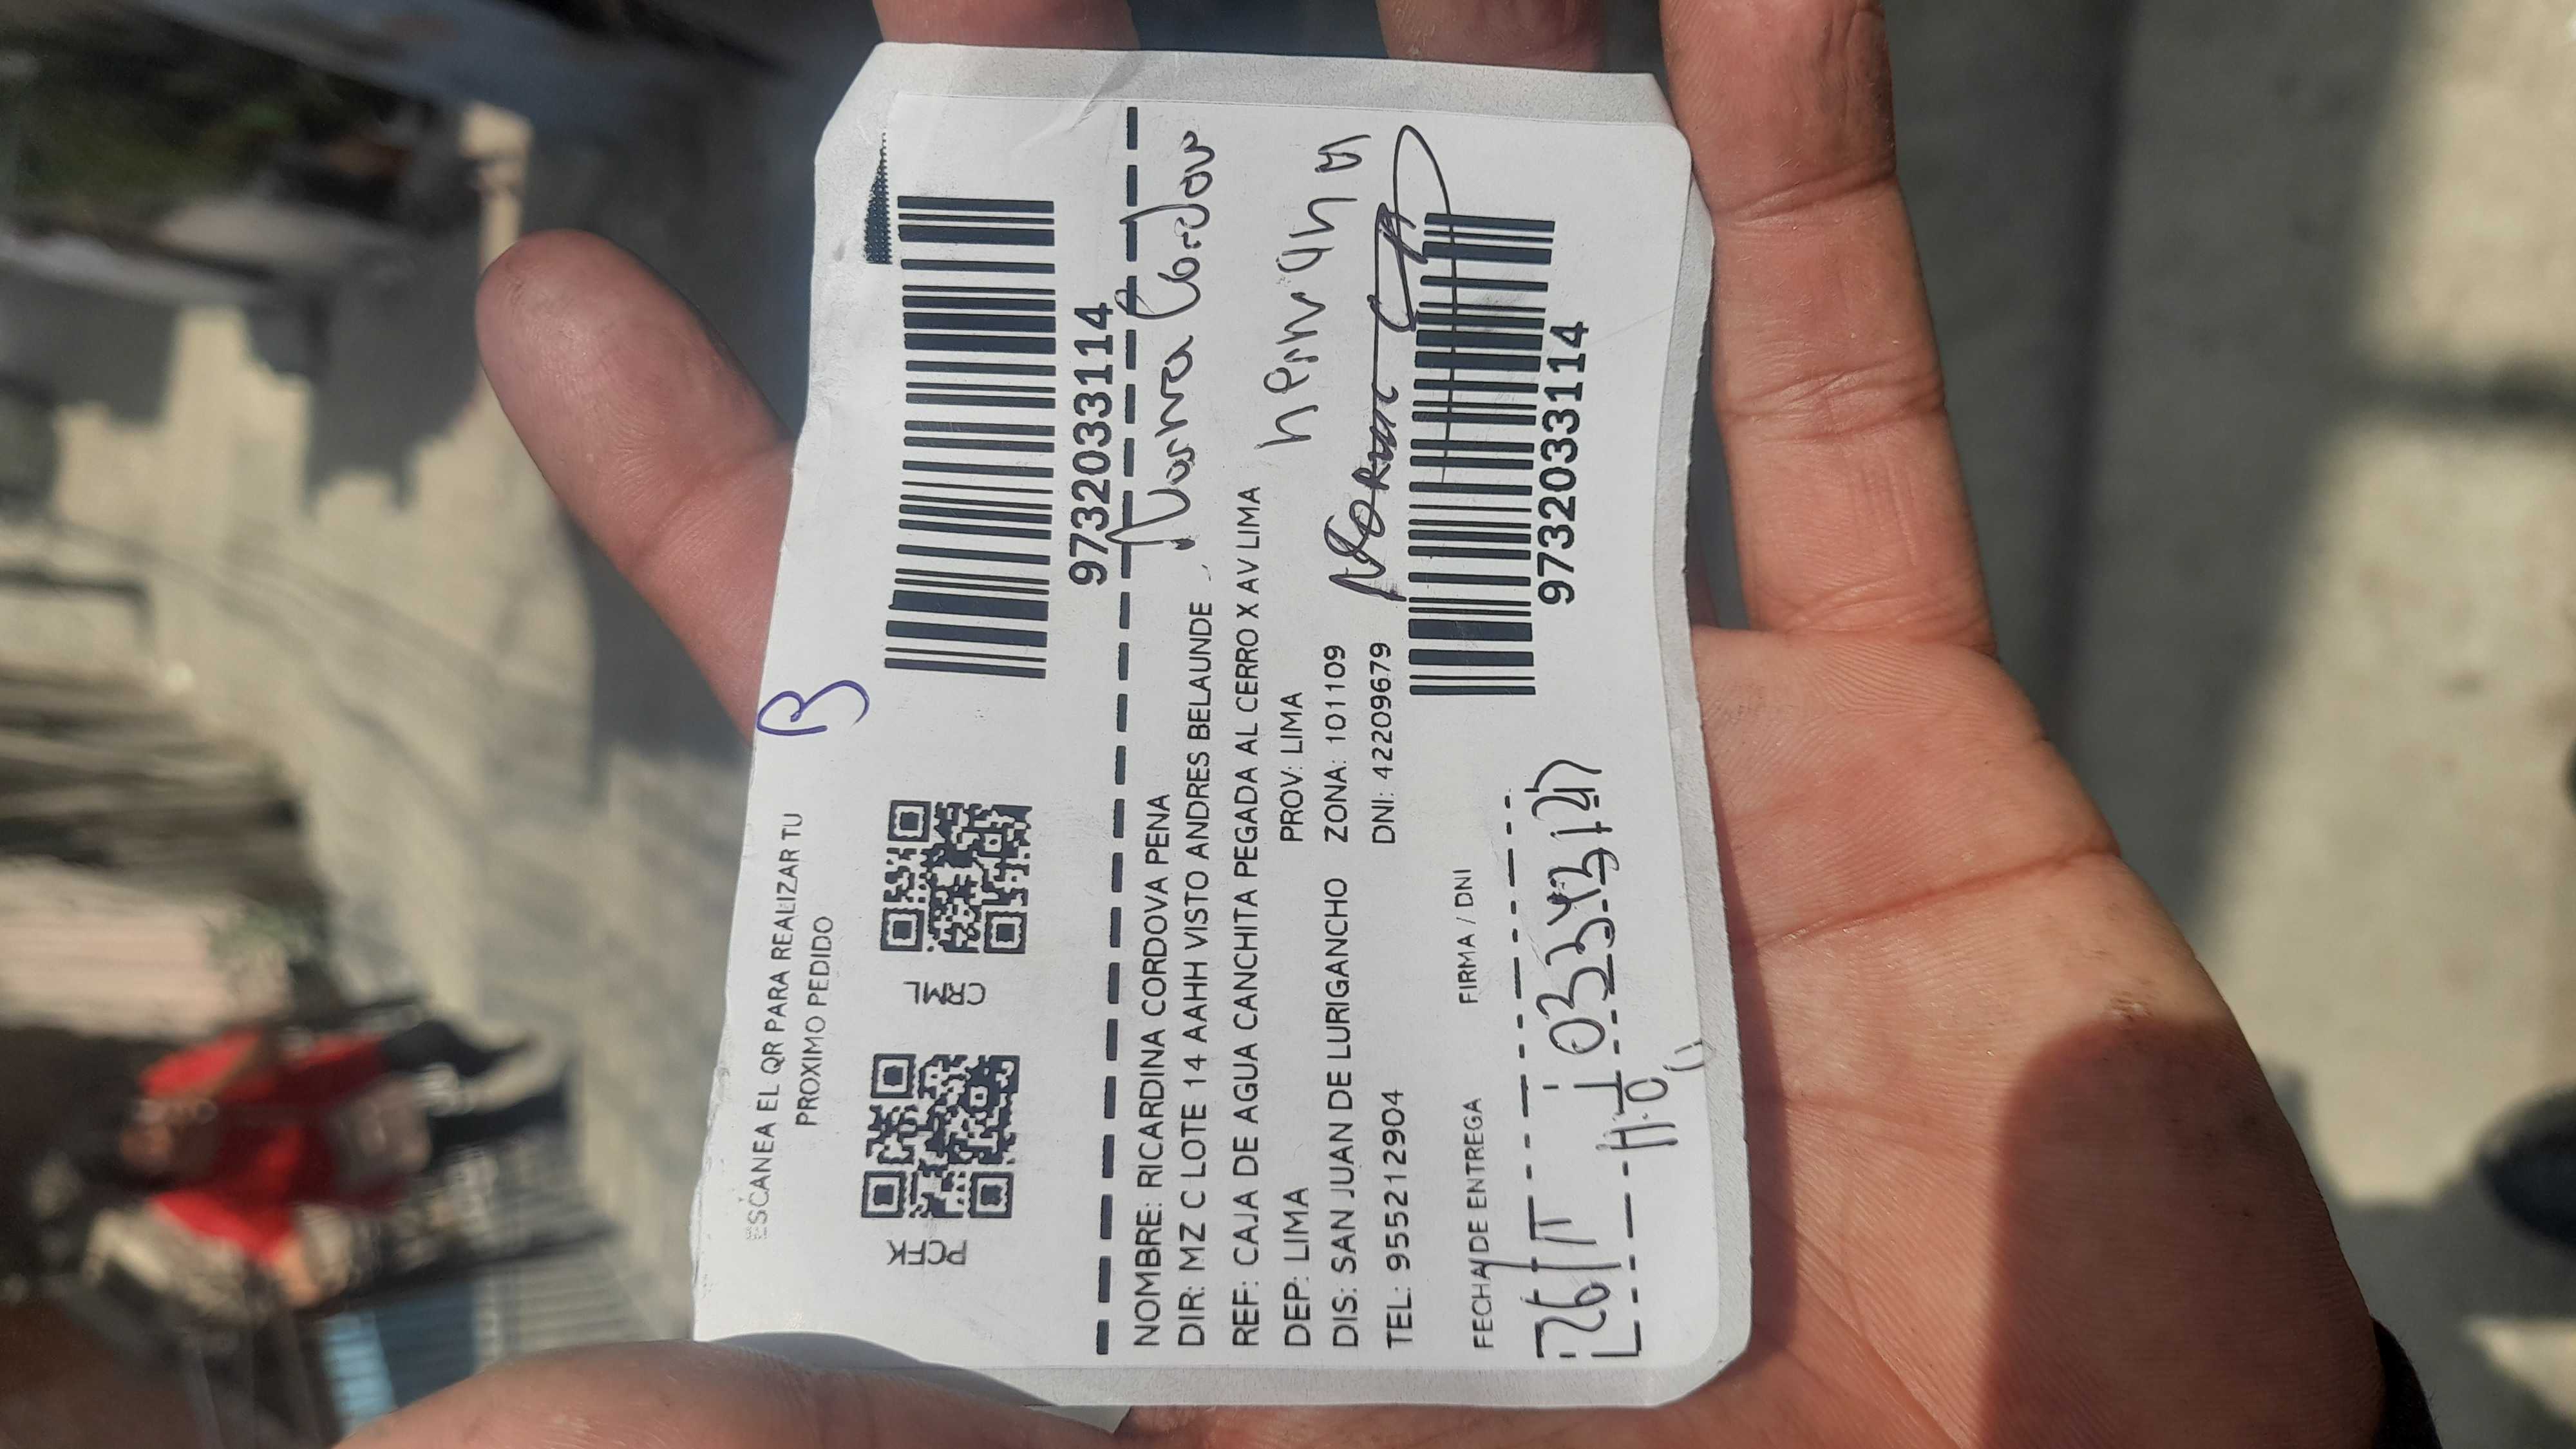 ESCANEA EL QR PARA REALIZAR TU
PROXIMO PEDIDO
B
9732033114
Norma Cordov
NOMBRE: RICARDINA CORDOVA PENA
DIR: MZ C LOTE 14 AAHH VISTO ANDRES BELAUNDE
REF: CAJA DE AGUA CANCHITA PEGADA AL CERRO X AV LIMA
hermana
DEP: LIMA PROV: LIMA
DIS: SAN JUAN DE LURIGANCHO ZONA: 101109
TEL: 955212904 DNI: 42209679
9732033114
FECHA DE ENTREGA FIRMA / DNI